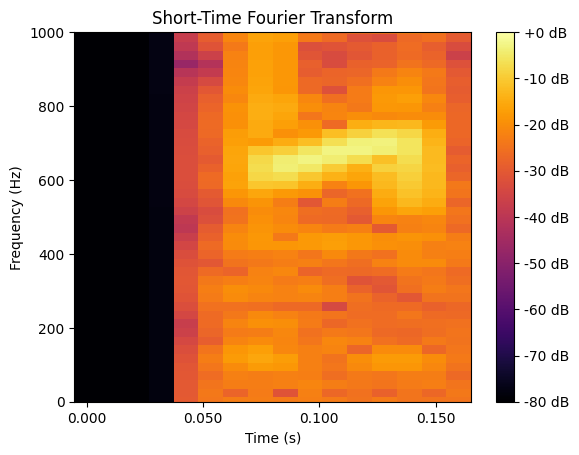 Short-Time Fourier Transform
Frequency (Hz)
1000
800
600
400
200
0
0.000
0.050
0.100
0.150
Time (s)
+0 dB
-10 dB
-20 dB
-30 dB
-40 dB
-50 dB
-60 dB
-70 dB
-80 dB